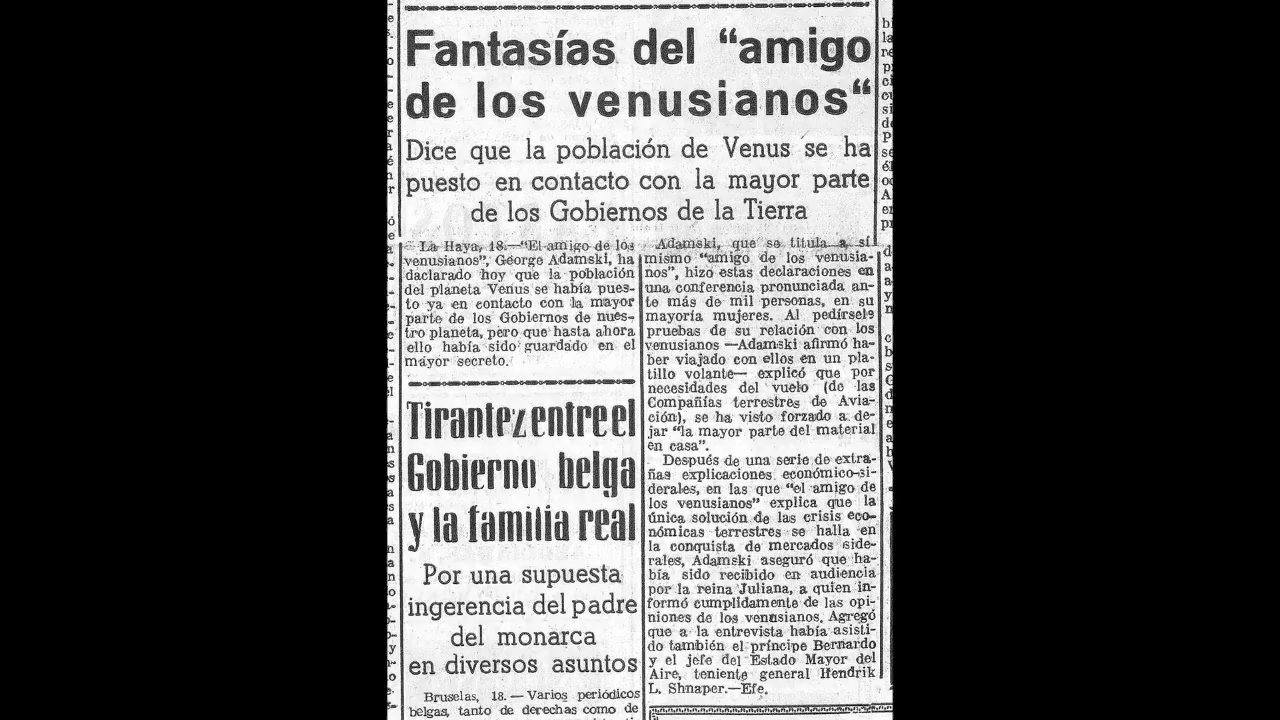 Fantasías del “amigo
de los venusianos“
Dice que la población de Venus se ha
puesto en contacto con la mayor parte
de los Gobiernos de la Tierra
La Haya, 18.—“El amigo de los
venusianos”, George Adamski, ha
daclarado hoy que la población
del planeta Venus se había pues-
to ya en contacto con la mayor
parte de los Gobiernos de nues-
tro planeta, pero que hasta ahora
ello había sido guardado en el
mayor secreto.
Adamski, que se titula a sí
mismo “amigo de los venusia-
nos”, hizo estas declaraciones en
una conferencia pronunciada an-
te más de mil personas, en su
mayoría mujeres. Al pedírsele
pruebas de su relación con los
venusianos —Adamski afirmó ha-
ber viajado con ellos en un pla-
tillo volante— explicó que por
necesidades del vuelo (de las
Compañías terrestres de Avia-
ción), se ha visto forzado a de-
jar “la mayor parte del material
en casa”.
Después de una serie de extra-
ñas explicaciones económico-si-
derales, en las que “el amigo de
los venusianos” explica que la
única solución de las crisis eco-
nómicas terrestres se halla en
la conquista de mercados side-
rales, Adamski aseguró que ha-
bía sido recibido en audiencia
por la reina Juliana, a quien in-
formó cumplidamente de las opi-
niones de los venusianos. Agregó
que a la entrevista había asisti-
do también el príncipe Bernardo
y el jefe del Estado Mayor del
Aire, teniente general Hendrik
L. Shnaper.—Efe.
Tirantez entre el
Gobierno belga
y la familia real
Por una supuesta
ingerencia del padre
del monarca
en diversos asuntos
Bruselas, 18. — Varios periódicos
belgas, tanto de derechas como de